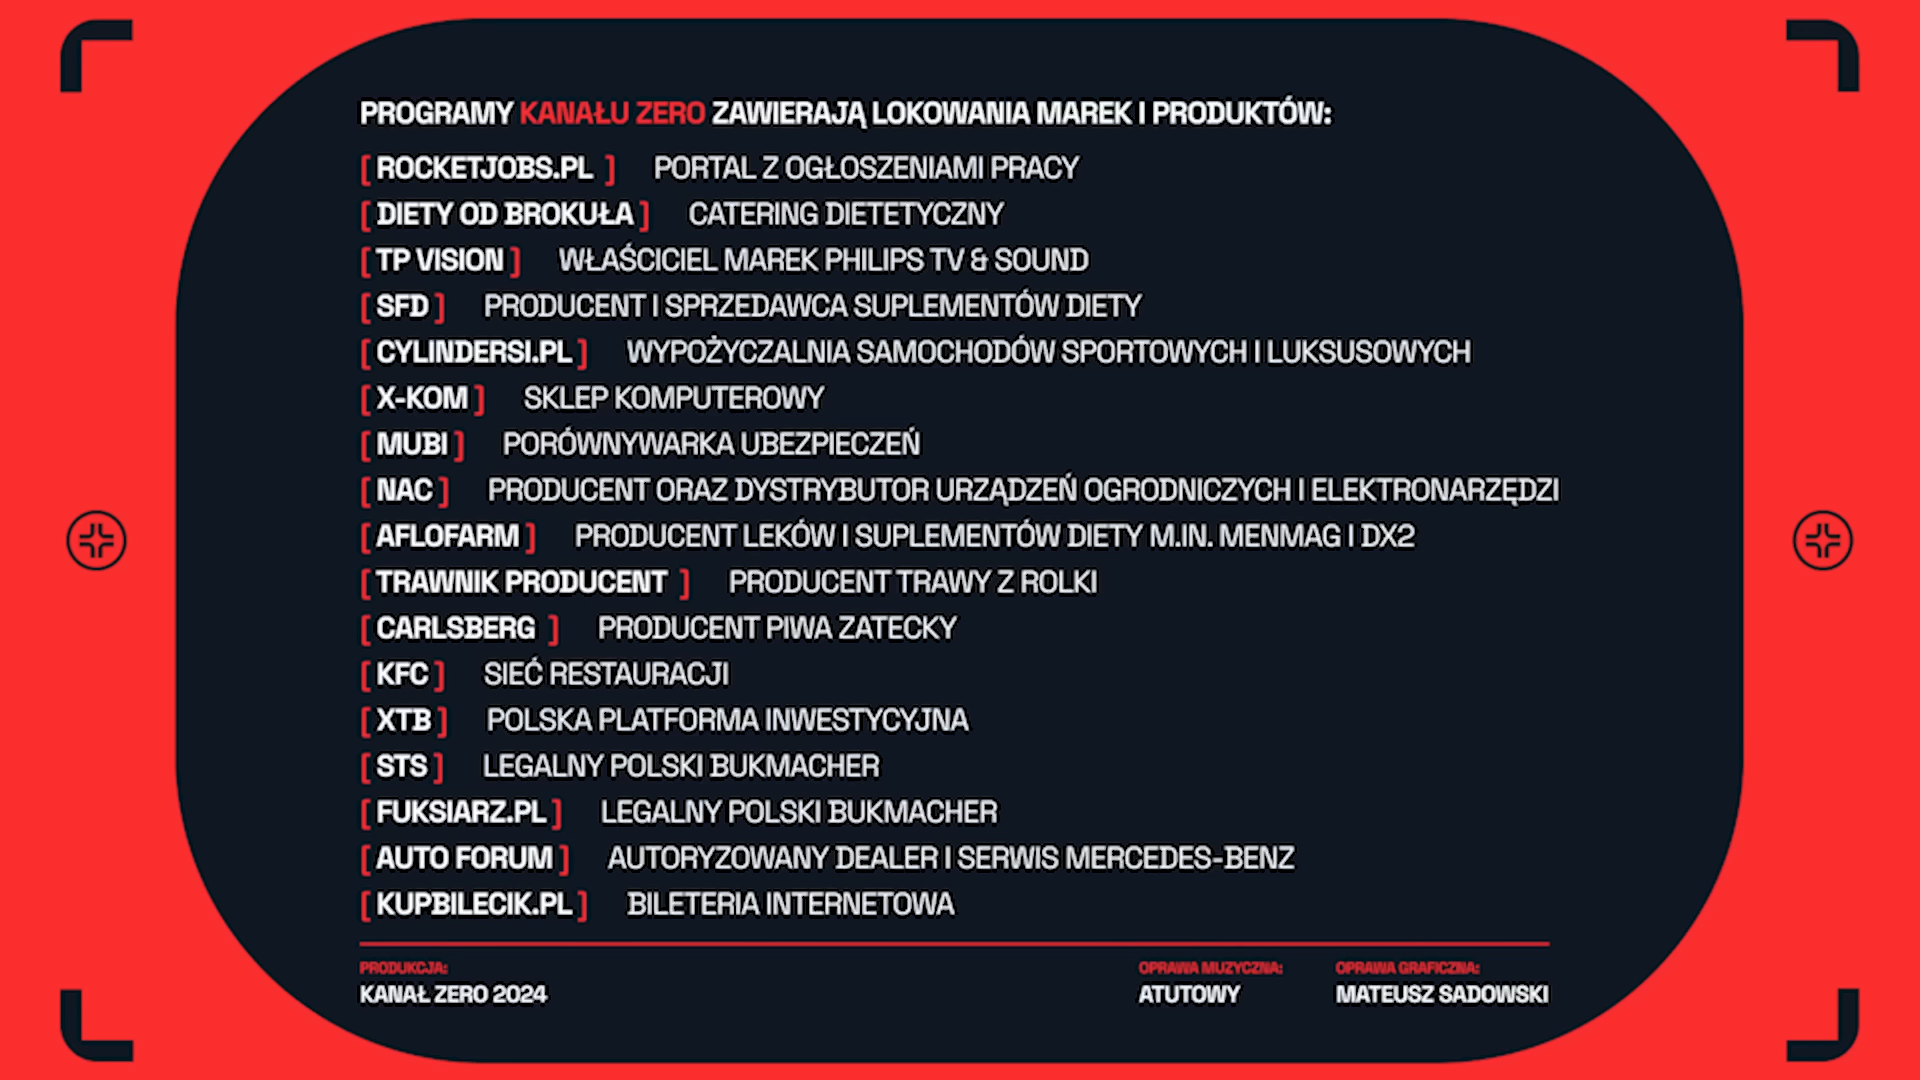 PROGRAMY KANAŁU ZERO ZAWIERAJĄ LOKOWANIA MAREK I PRODUKTÓW:
[ ROCKETJOBS.PL ] PORTAL Z OGŁOSZENIAMI PRACY
[ DIETY OD BROKUŁA ] CATERING DIETETYCZNY
[ TP VISION ] WŁAŚCICIEL MAREK PHILIPS TV & SOUND
[ SFD ] PRODUCENT I SPRZEDAWCA SUPLEMENTÓW DIETY
[ CYLINDERSI.PL ] WYPOŻYCZALNIA SAMOCHODÓW SPORTOWYCH I LUKSUSOWYCH
[ X-KOM ] SKLEP KOMPUTEROWY
[ MUBI ] PORÓWNYWARKA UBEZPIECZEŃ
[ NAC ] PRODUCENT ORAZ DYSTRYBUTOR URZĄDZEŃ OGRODNICZYCH I ELEKTRONARZĘDZI
[ AFLOFARM ] PRODUCENT LEKÓW I SUPLEMENTÓW DIETY M.IN. MENMAG I DX2
[ TRAWNIK PRODUCENT ] PRODUCENT TRAWY Z ROLKI
[ CARLSBERG ] PRODUCENT PIWA ZATECKY
[ KFC ] SIEĆ RESTAURACJI
[ XTB ] POLSKA PLATFORMA INWESTYCYJNA
[ STS ] LEGALNY POLSKI BUKMACHER
[ FUKSIARZ.PL ] LEGALNY POLSKI BUKMACHER
[ AUTO FORUM ] AUTORYZOWANY DEALER I SERWIS MERCEDES-BENZ
[ KUPBILECIK.PL ] BILETERIA INTERNETOWA
PRODUKCJA: OPRAWA MUZYCZNA: OPRAWA GRAFICZNA:
KANAŁ ZERO 2024 ATUTOWY MATEUSZ SADOWSKI